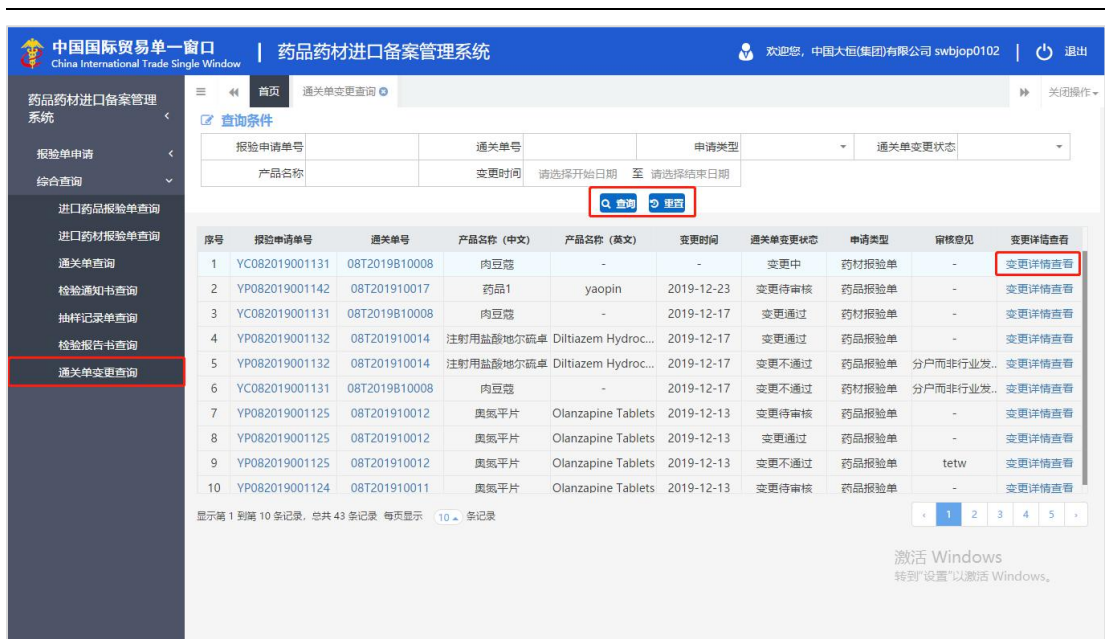 中国国际贸易单一窗口 | 药品药材进口备案管理系统 欢迎您，中国大恒(集团)有限公司 swbjop0102 | 退出
China International Trade Single Window
药品药材进口备案管理系统
报验单申请
综合查询
进口药品报验单查询
进口药材报验单查询
通关单查询
检验通知书查询
抽样记录单查询
检验报告书查询
通关单变更查询
首页 通关单变更查询 关闭操作
查询条件
报验申请单号 通关单号 申请类型 通关单变更状态
产品名称 变更时间 请选择开始日期 至 请选择结束日期
查询 重置
序号 报验申请单号 通关单号 产品名称（中文） 产品名称（英文） 变更时间 通关单变更状态 申请类型 审核意见 变更详情查看
1 YC082019001131 08T2019B10008 肉豆蔻 - - 变更中 药材报验单 - 变更详情查看
2 YP082019001142 08T201910017 药品1 yaopin 2019-12-23 变更待审核 药品报验单 - 变更详情查看
3 YC082019001131 08T2019B10008 肉豆蔻 - 2019-12-17 变更通过 药材报验单 - 变更详情查看
4 YP082019001132 08T201910014 注射用盐酸地尔硫卓 Diltiazem Hydroc... 2019-12-17 变更通过 药品报验单 - 变更详情查看
5 YP082019001132 08T201910014 注射用盐酸地尔硫卓 Diltiazem Hydroc... 2019-12-17 变更不通过 药品报验单 分户而非行业发.. 变更详情查看
6 YC082019001131 08T2019B10008 肉豆蔻 - 2019-12-17 变更不通过 药材报验单 分户而非行业发.. 变更详情查看
7 YP082019001125 08T201910012 奥氮平片 Olanzapine Tablets 2019-12-13 变更待审核 药品报验单 - 变更详情查看
8 YP082019001125 08T201910012 奥氮平片 Olanzapine Tablets 2019-12-13 变更通过 药品报验单 - 变更详情查看
9 YP082019001125 08T201910012 奥氮平片 Olanzapine Tablets 2019-12-13 变更不通过 药品报验单 tetw 变更详情查看
10 YP082019001124 08T201910011 奥氮平片 Olanzapine Tablets 2019-12-13 变更待审核 药品报验单 - 变更详情查看
显示第 1 到第 10 条记录，总共 43 条记录 每页显示 10 条记录 ‹ 1 2 3 4 5 ›
激活 Windows
转到"设置"以激活 Windows。